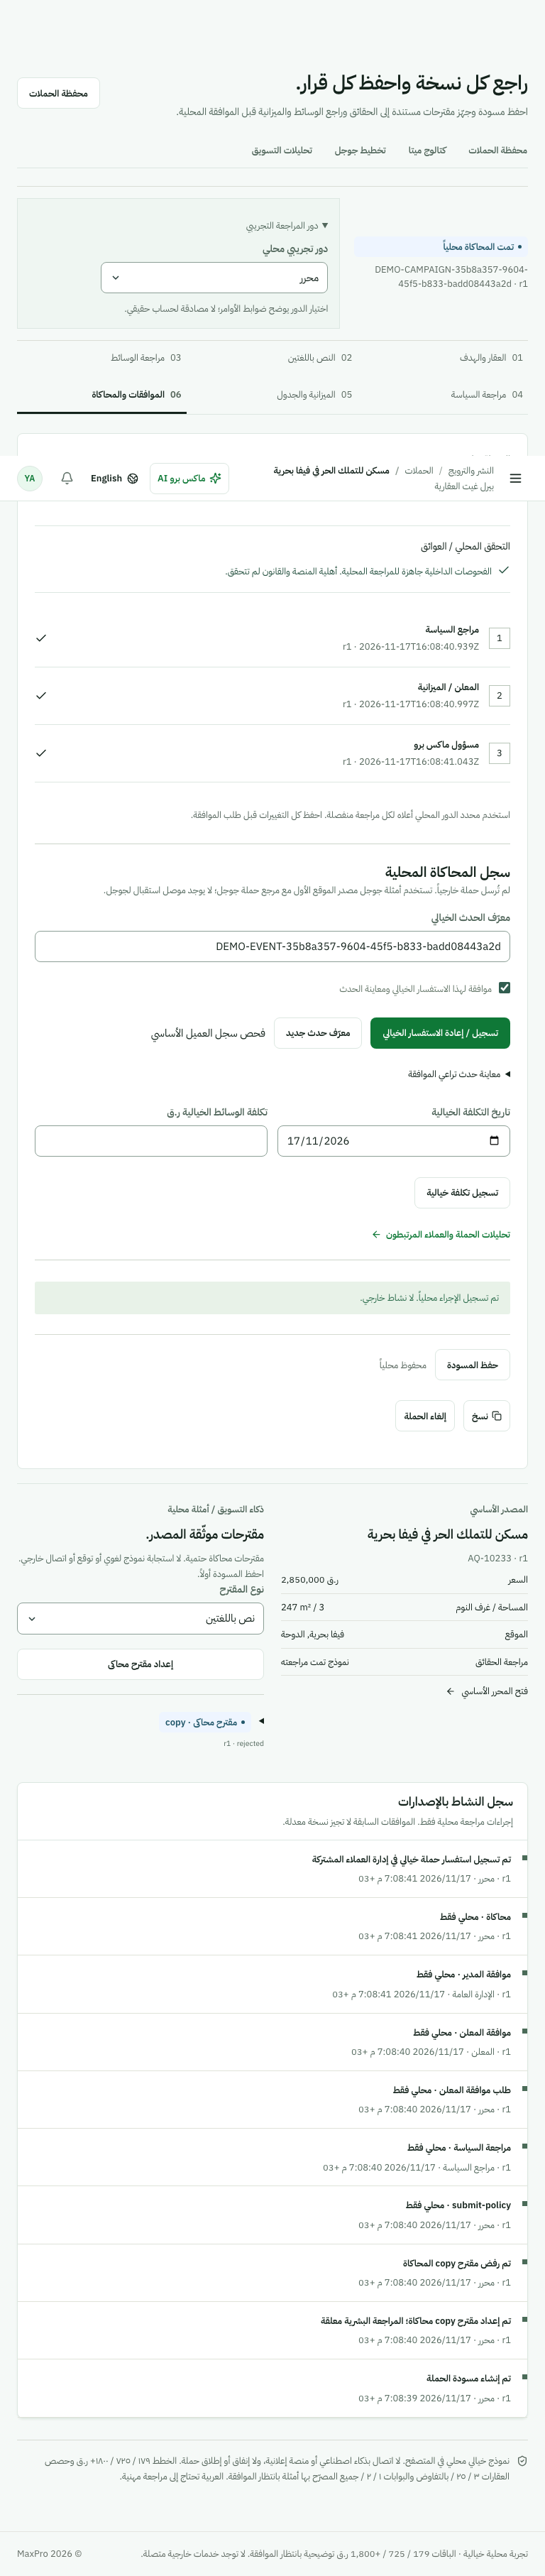 راجع كل نسخة واحفظ كل قرار.
احفظ مسودة وجهّز مقترحات مستندة إلى الحقائق وراجع الوسائط والميزانية قبل الموافقة المحلية.
محفظة الحملات
محفظة الحملات
كتالوج ميتا
تخطيط جوجل
تحليلات التسويق
تمت المحاكاة محلياً
DEMO-CAMPAIGN-35b8a357-9604-
45f5-b833-badd08443a2d · r1
▼ دور المراجعة التجريبي
دور تجريبي محلي
محرر
اختيار الدور يوضح ضوابط الأوامر؛ لا مصادقة لحساب حقيقي.
01 العقار والهدف
02 النص باللغتين
03 مراجعة الوسائط
04 مراجعة السياسة
05 الميزانية والجدول
06 الموافقات والمحاكاة
النشر والترويج / الحملات / مسكن للتملك الحر في فيفا بحرية
بيرل غيت العقارية
ماكس برو AI
English
YA
التحقق المحلي / العوائق
الفحوصات الداخلية جاهزة للمراجعة المحلية. أهلية المنصة والقانون لم تتحقق.
1
مراجع السياسة
r1 · 2026-11-17T16:08:40.939Z
2
المعلن / الميزانية
r1 · 2026-11-17T16:08:40.997Z
3
مسؤول ماكس برو
r1 · 2026-11-17T16:08:41.043Z
استخدم محدد الدور المحلي أعلاه لكل مراجعة منفصلة. احفظ كل التغييرات قبل طلب الموافقة.
سجل المحاكاة المحلية
لم تُرسل حملة خارجياً. تستخدم أمثلة جوجل مصدر الموقع الأول مع مرجع حملة جوجل؛ لا يوجد موصل استقبال لجوجل.
معرّف الحدث الخيالي
DEMO-EVENT-35b8a357-9604-45f5-b833-badd08443a2d
موافقة لهذا الاستفسار الخيالي ومعاينة الحدث
تسجيل / إعادة الاستفسار الخيالي
معرّف حدث جديد
فحص سجل العميل الأساسي
معاينة حدث تراعي الموافقة
تاريخ التكلفة الخيالية
17/11/2026
تكلفة الوسائط الخيالية ر.ق
تسجيل تكلفة خيالية
تحليلات الحملة والعملاء المرتبطون
تم تسجيل الإجراء محلياً. لا نشاط خارجي.
حفظ المسودة
محفوظ محلياً
نسخ
إلغاء الحملة
المصدر الأساسي
مسكن للتملك الحر في فيفا بحرية
AQ-10233 · r1
السعر
2,850,000 ر.ق
المساحة / غرف النوم
247 m² / 3
الموقع
فيفا بحرية, الدوحة
مراجعة الحقائق
نموذج تمت مراجعته
فتح المحرر الأساسي
ذكاء التسويق / أمثلة محلية
مقترحات موثّقة المصدر.
مقترحات محاكاة حتمية. لا استجابة نموذج لغوي أو توقع أو اتصال خارجي.
احفظ المسودة أولاً.
نوع المقترح
نص باللغتين
إعداد مقترح محاكى
مقترح محاكى · copy
r1 · rejected
سجل النشاط بالإصدارات
إجراءات مراجعة محلية فقط. الموافقات السابقة لا تجيز نسخة معدلة.
تم تسجيل استفسار حملة خيالي في إدارة العملاء المشتركة
r1 · محرر · 2026/11/17 7:08:41 م +03
محاكاة · محلي فقط
r1 · محرر · 2026/11/17 7:08:41 م +03
موافقة المدير · محلي فقط
r1 · الإدارة العامة · 2026/11/17 7:08:41 م +03
موافقة المعلن · محلي فقط
r1 · المعلن · 2026/11/17 7:08:40 م +03
طلب موافقة المعلن · محلي فقط
r1 · محرر · 2026/11/17 7:08:40 م +03
مراجعة السياسة · محلي فقط
r1 · مراجع السياسة · 2026/11/17 7:08:40 م +03
submit-policy · محلي فقط
r1 · محرر · 2026/11/17 7:08:40 م +03
تم رفض مقترح copy المحاكاة
r1 · محرر · 2026/11/17 7:08:40 م +03
تم إعداد مقترح copy محاكاة؛ المراجعة البشرية معلقة
r1 · محرر · 2026/11/17 7:08:40 م +03
تم إنشاء مسودة الحملة
r1 · محرر · 2026/11/17 7:08:39 م +03
نموذج خيالي محلي في المتصفح. لا اتصال بذكاء اصطناعي أو منصة إعلانية، ولا إنفاق أو إطلاق حملة. الخطط ١٧٩ / ٧٢٥ / ١٨٠٠+ ر.ق وحصص
العقارات ٣ / ٢٥ / بالتفاوض والبوابات ١ / ٢ / جميع المصرّح بها أمثلة بانتظار الموافقة. العربية تحتاج إلى مراجعة مهنية.
تجربة محلية خيالية · الباقات 179 / 725 / +1,800 ر.ق توضيحية بانتظار الموافقة. لا توجد خدمات خارجية متصلة.
© 2026 MaxPro